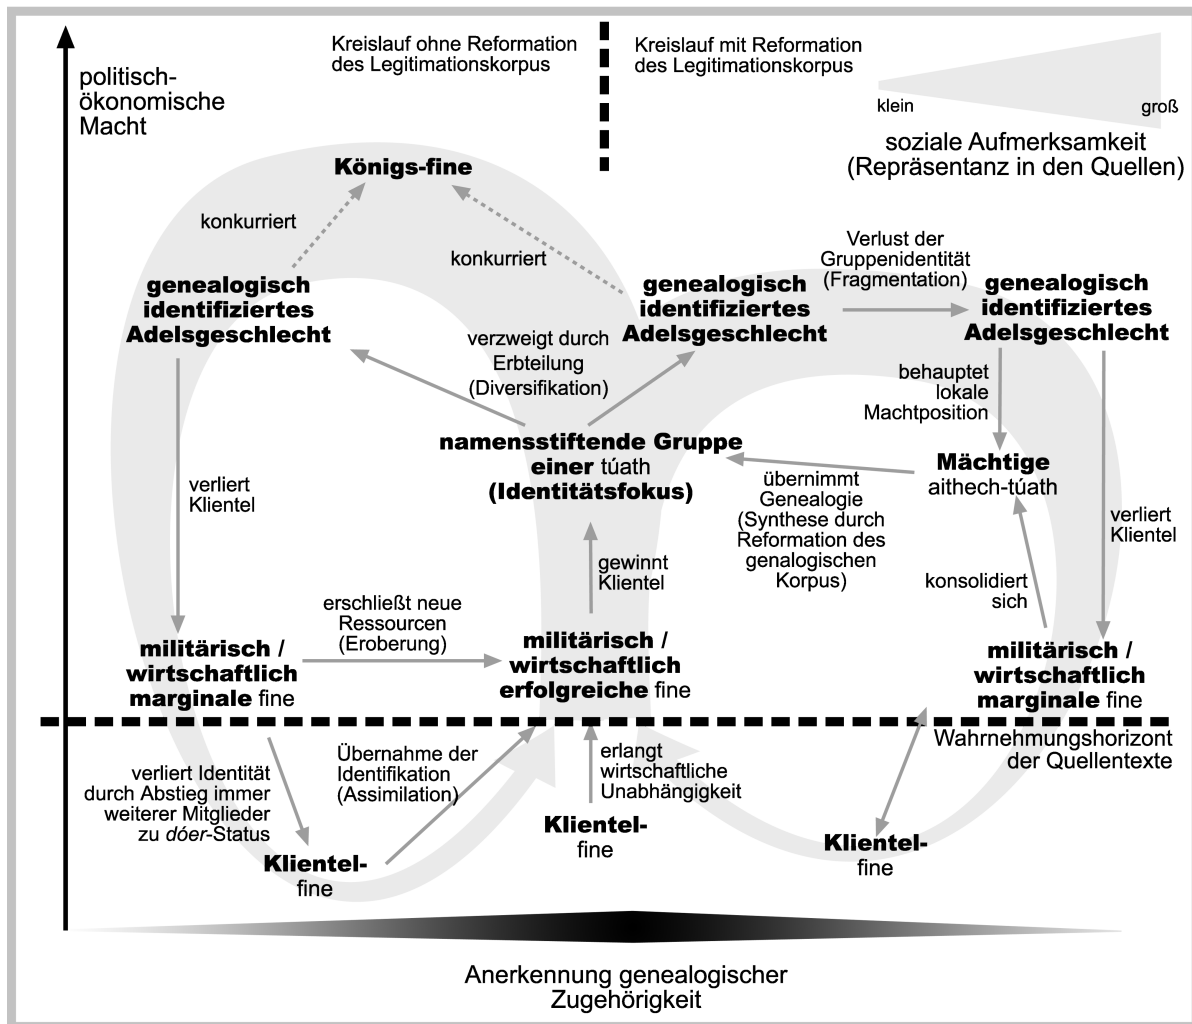 politisch-
ökonomische
Macht
Kreislauf ohne Reformation
des Legitimationskorpus
Kreislauf mit Reformation
des Legitimationskorpus
klein
groß
soziale Aufmerksamkeit
(Repräsentanz in den Quellen)
Königs-fine
konkurriert
konkurriert
genealogisch
identifiziertes
Adelsgeschlecht
genealogisch
identifiziertes
Adelsgeschlecht
Verlust der
Gruppenidentität
(Fragmentation)
genealogisch
identifiziertes
Adelsgeschlecht
verzweigt durch
Erbteilung
(Diversifikation)
behauptet
lokale
Machtposition
namensstiftende Gruppe
einer túath
(Identitätsfokus)
Mächtige
aithech-túath
verliert
Klientel
übernimmt
Genealogie
(Synthese durch
Reformation des
genalogischen
Korpus)
verliert
Klientel
gewinnt
Klientel
konsolidiert
sich
erschließt neue
Ressourcen
(Eroberung)
militärisch /
wirtschaftlich
marginale fine
militärisch /
wirtschaftlich
erfolgreiche fine
militärisch /
wirtschaftlich
marginale fine
Wahrnehmungshorizont
der Quellentexte
verliert Identität
durch Abstieg immer
weiterer Mitglieder
zu dóer-Status
Übernahme der
Identifikation
(Assimilation)
erlangt
wirtschaftliche
Unabhängigkeit
Klientel-
fine
Klientel-
fine
Klientel-
fine
Anerkennung genealogischer
Zugehörigkeit